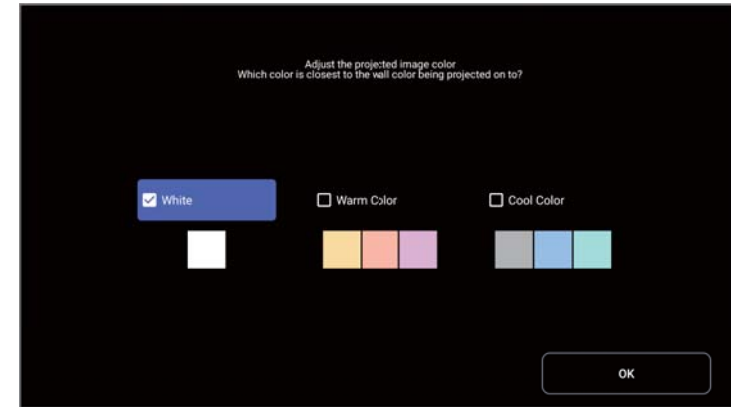 Adjust the projected image color
Which color is closest to the wall color being projected on to?
White
Warm Color
Cool Color
OK